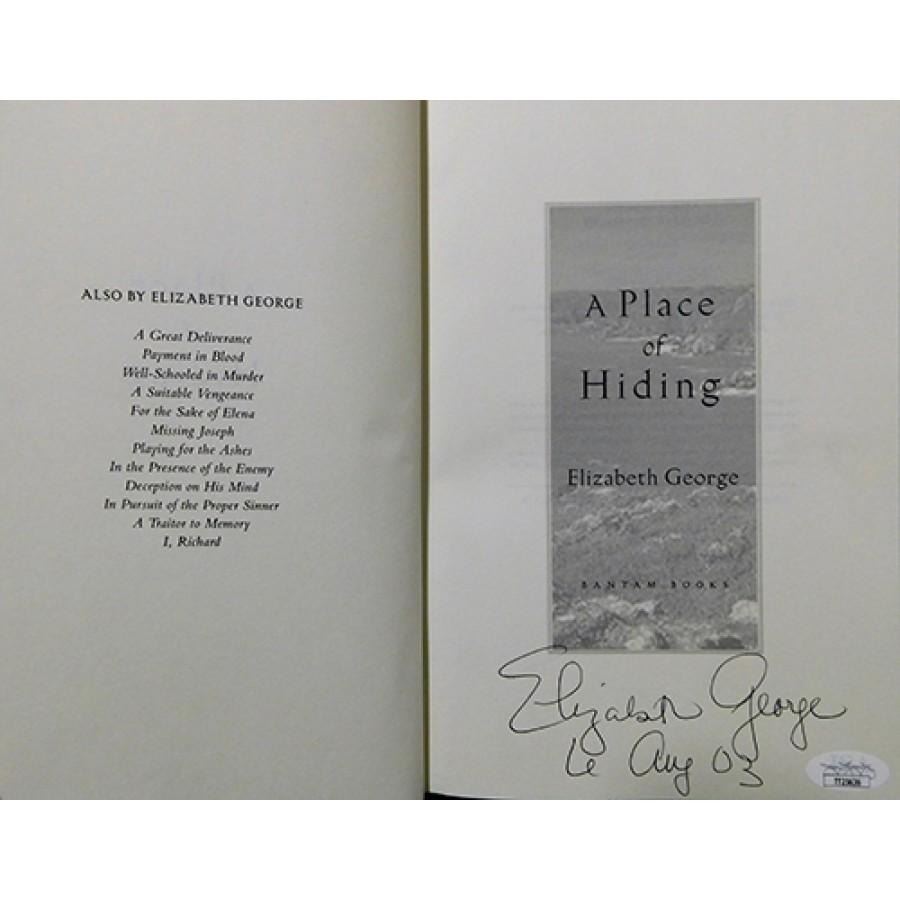 ALSO BY ELIZABETH GEORGE
A Great Deliverance
Payment in Blood
Well-Schooled in Murder
A Suitable Vengeance
For the Sake of Elena
Missing Joseph
Playing for the Ashes
In the Presence of the Enemy
Deception on His Mind
In Pursuit of the Proper Sinner
A Traitor to Memory
I, Richard
A Place
of
Hiding
Elizabeth George
BANTAM BOOKS
Elizabeth George
6 Aug 03